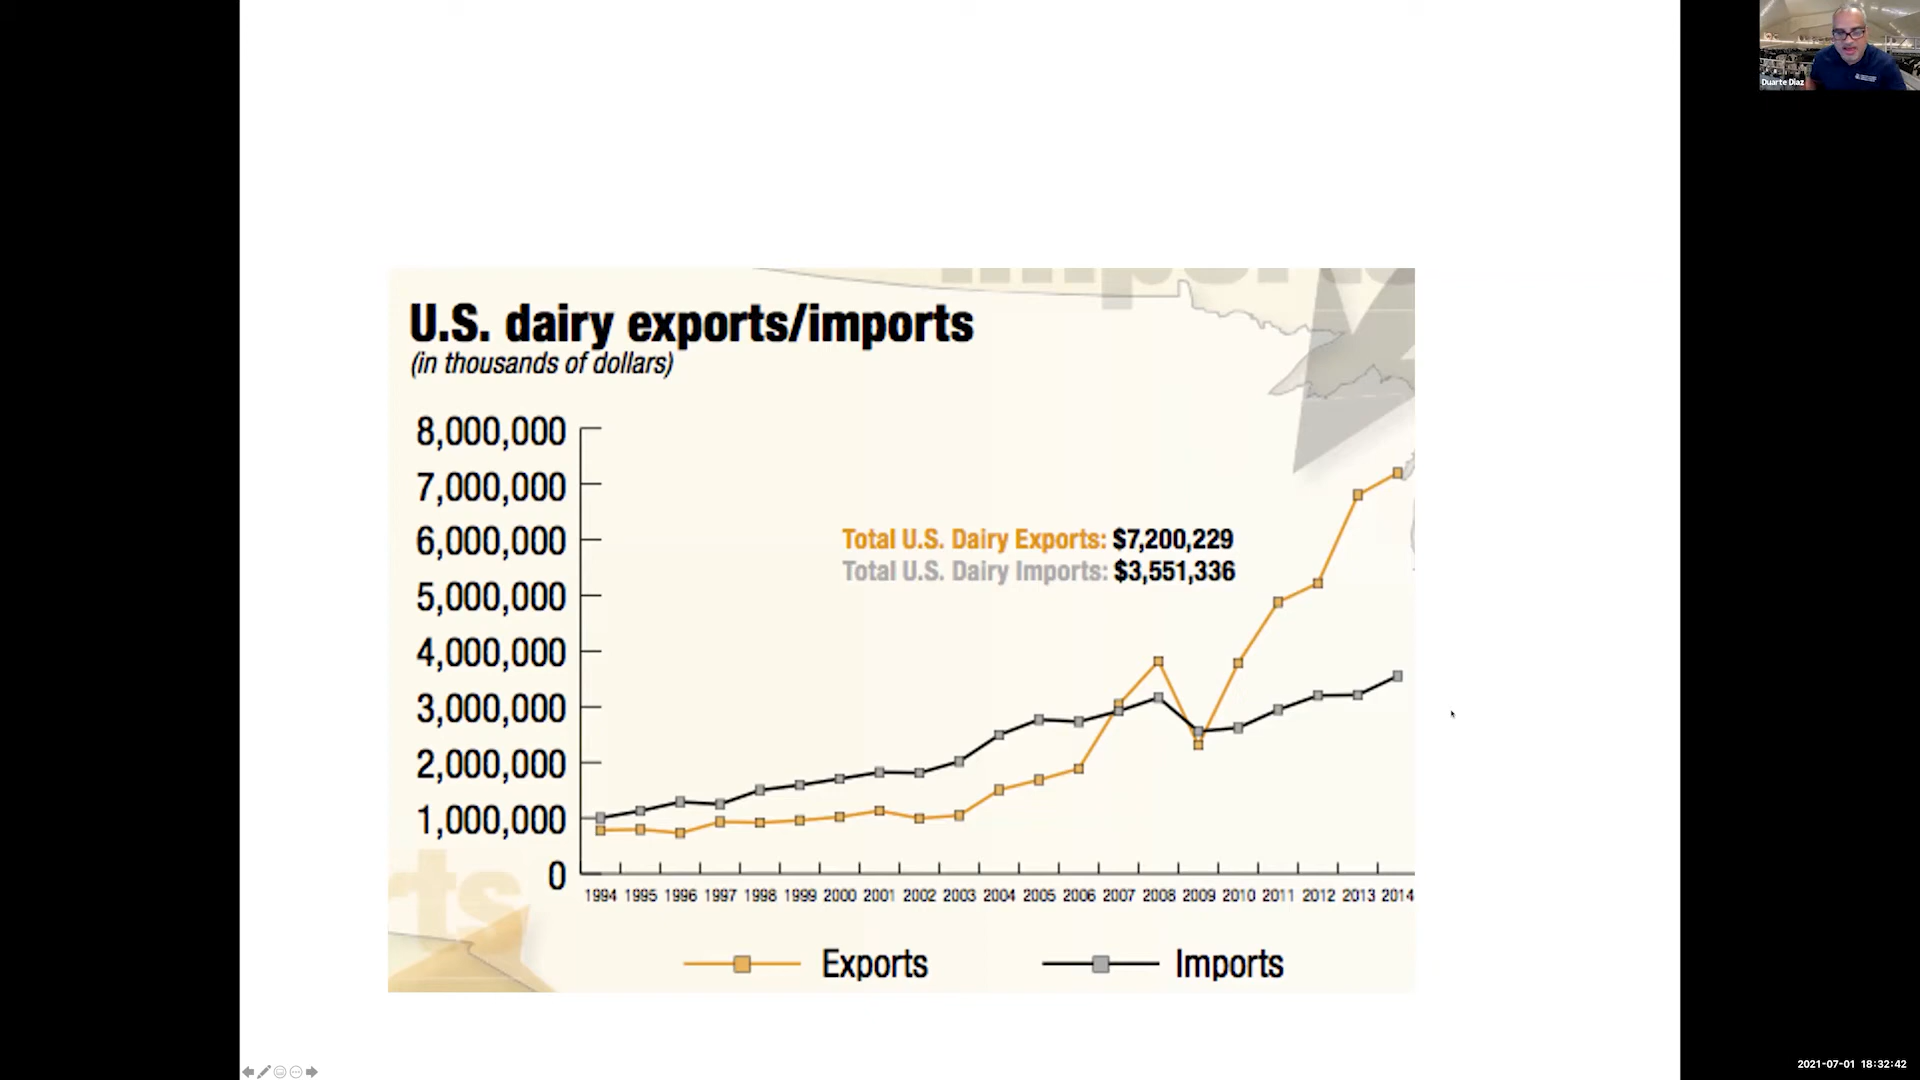 Duarte Diaz
U.S. dairy exports/imports
(in thousands of dollars)
8,000,000
7,000,000
6,000,000
5,000,000
4,000,000
3,000,000
2,000,000
1,000,000
0
Total U.S. Dairy Exports: $7,200,229
Total U.S. Dairy Imports: $3,551,336
1994 1995 1996 1997 1998 1999 2000 2001 2002 2003 2004 2005 2006 2007 2008 2009 2010 2011 2012 2013 2014
Exports Imports
2021-07-01 18:32:42